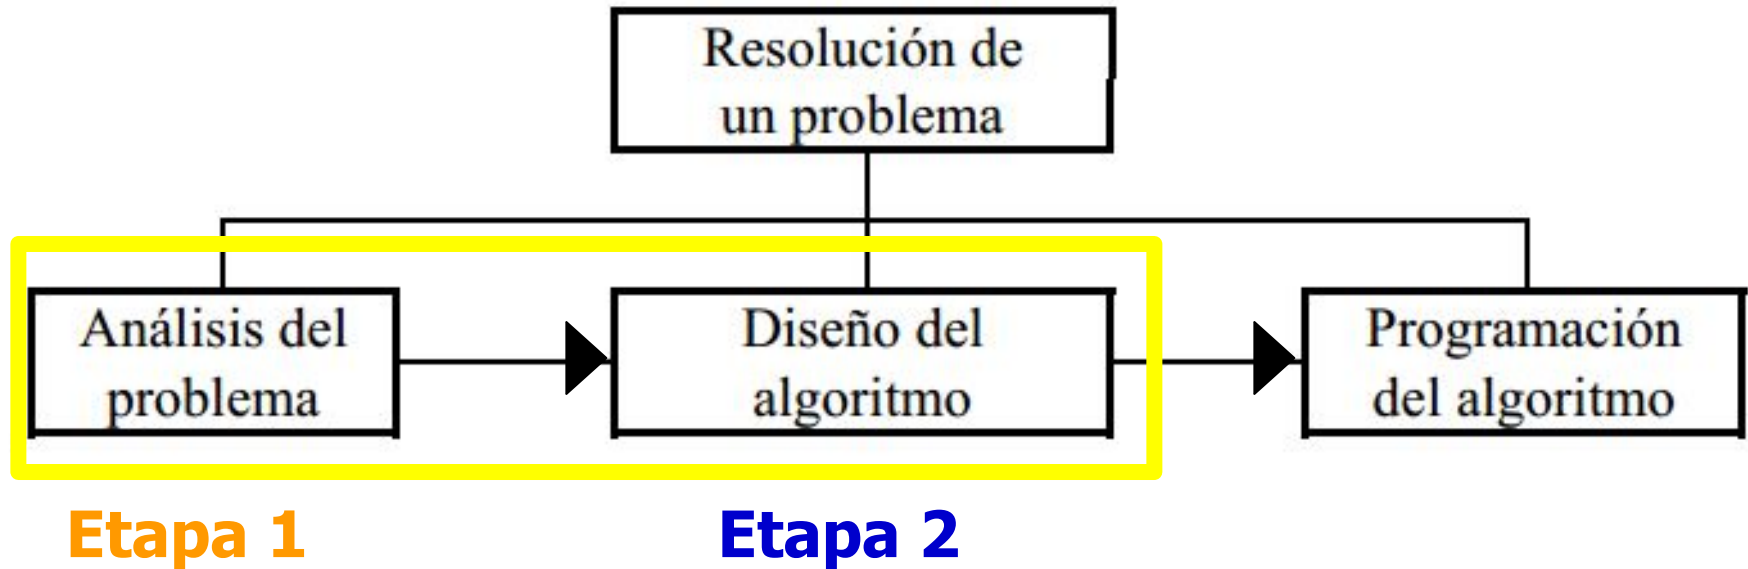 Resolución de
un problema
Análisis del
problema
Diseño del
algoritmo
Programación
del algoritmo
Etapa 1
Etapa 2